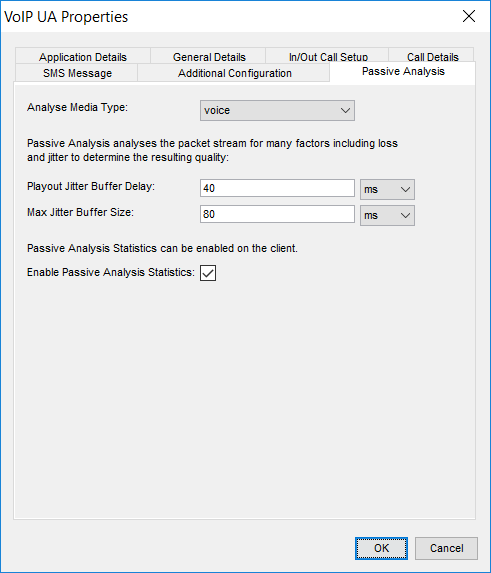 VoIP UA Properties
Application Details
General Details
In/Out Call Setup
Call Details
SMS Message
Additional Configuration
Passive Analysis
Analyse Media Type:
voice
Passive Analysis analyses the packet stream for many factors including loss
and jitter to determine the resulting quality:
Playout Jitter Buffer Delay:
40
ms
Max Jitter Buffer Size:
80
ms
Passive Analysis Statistics can be enabled on the client.
Enable Passive Analysis Statistics:
OK
Cancel